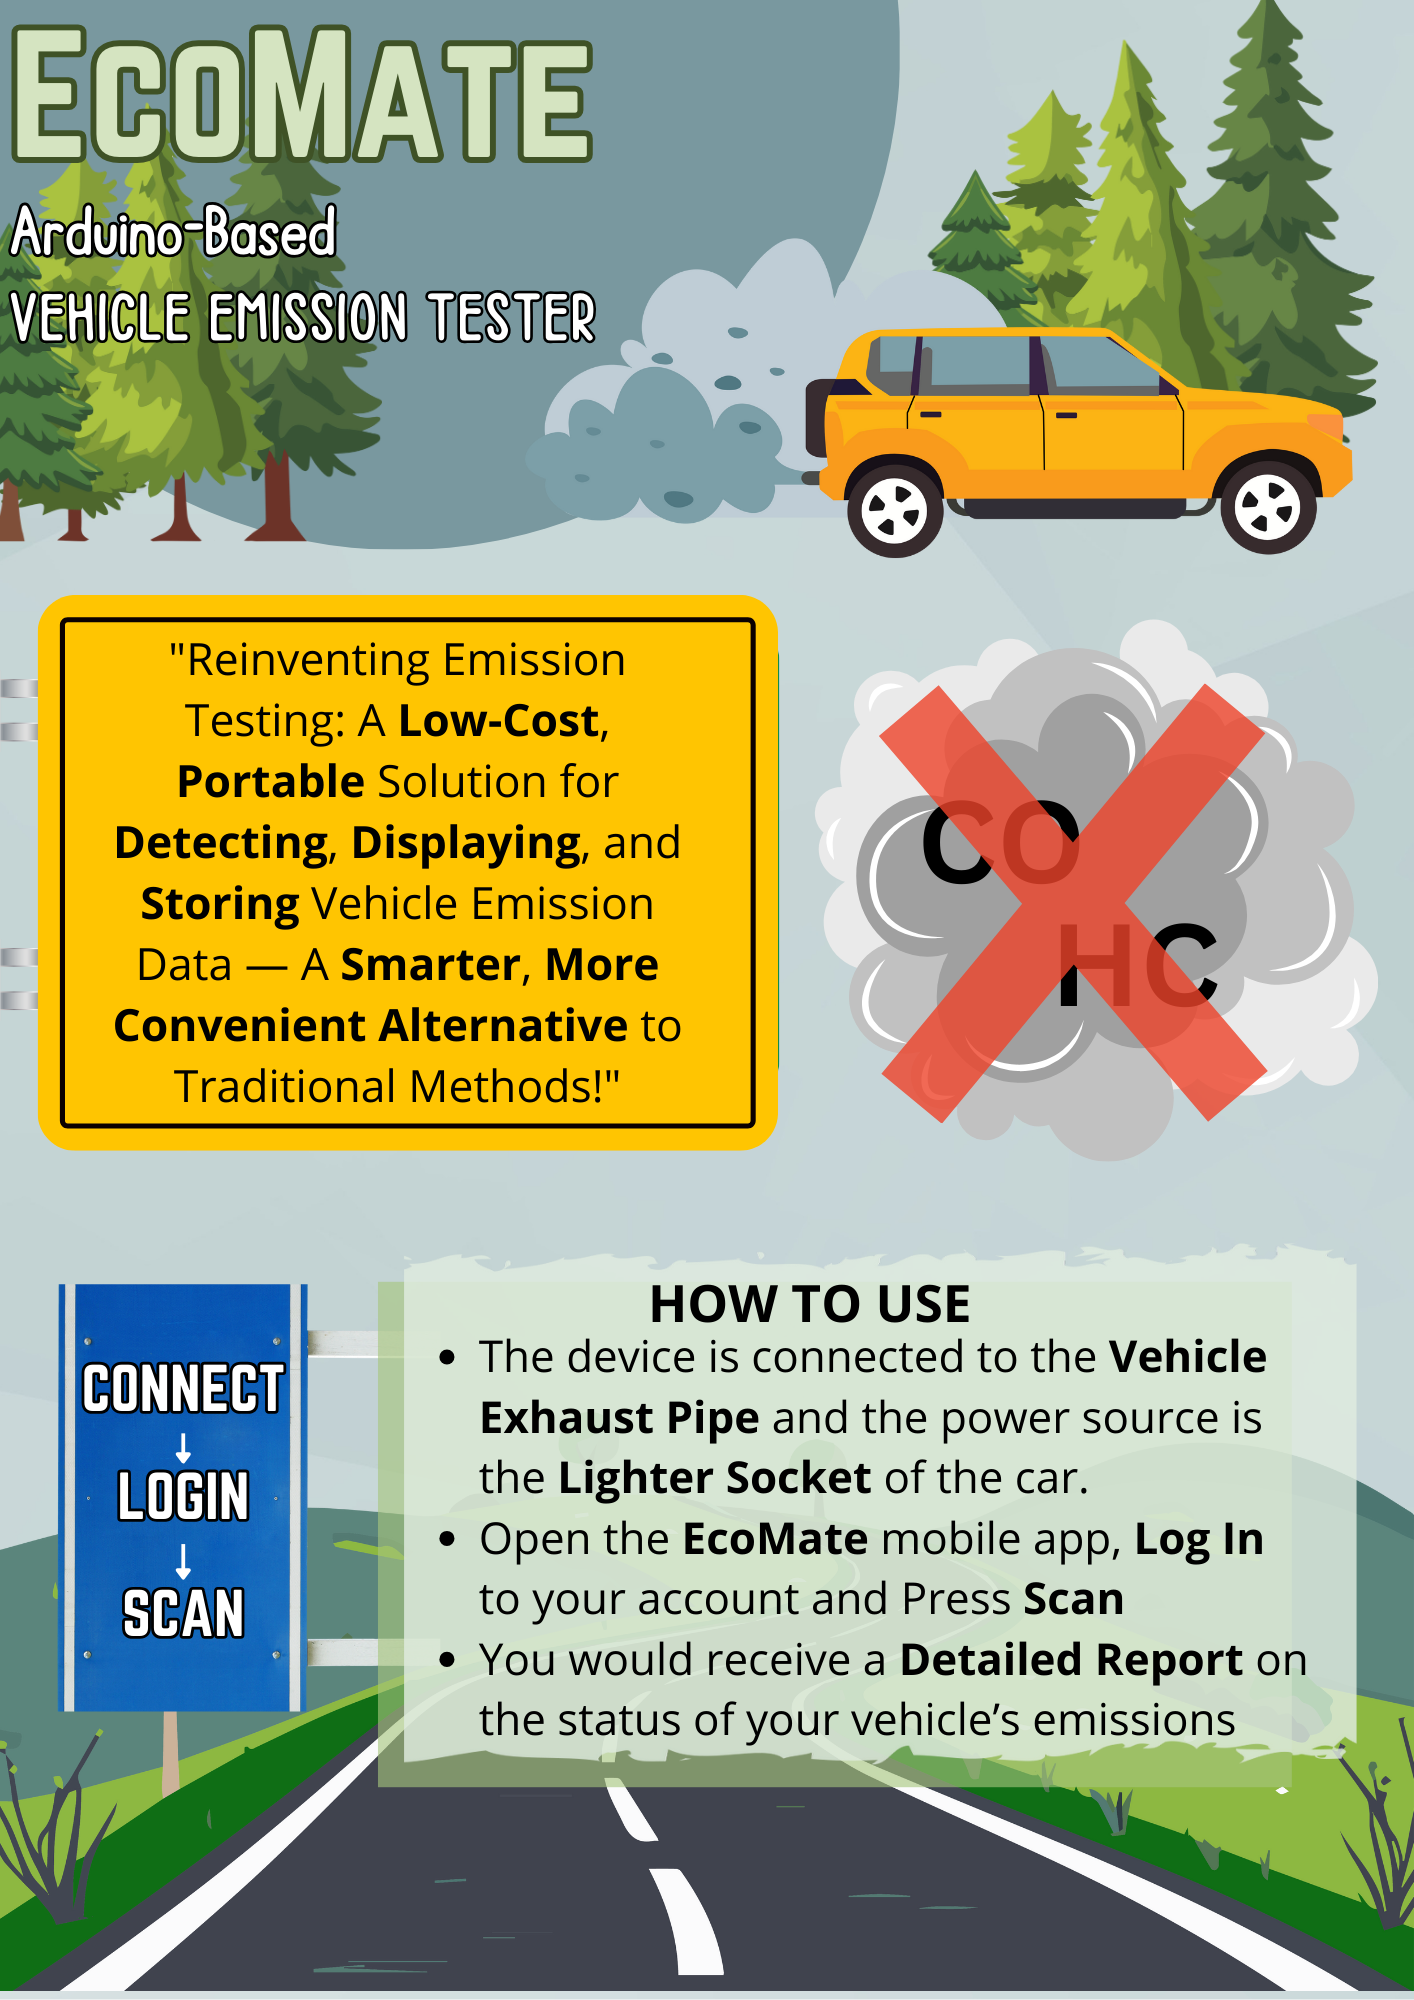 ECOMATE
Arduino-Based
VEHICLE EMISSION TESTER
"Reinventing Emission
Testing: A Low-Cost,
Portable Solution for
Detecting, Displaying, and
Storing Vehicle Emission
Data — A Smarter, More
Convenient Alternative to
Traditional Methods!"
CO
HC
CONNECT
↓
LOGIN
↓
SCAN
HOW TO USE
• The device is connected to the Vehicle
Exhaust Pipe and the power source is
the Lighter Socket of the car.
• Open the EcoMate mobile app, Log In
to your account and Press Scan
• You would receive a Detailed Report on
the status of your vehicle’s emissions